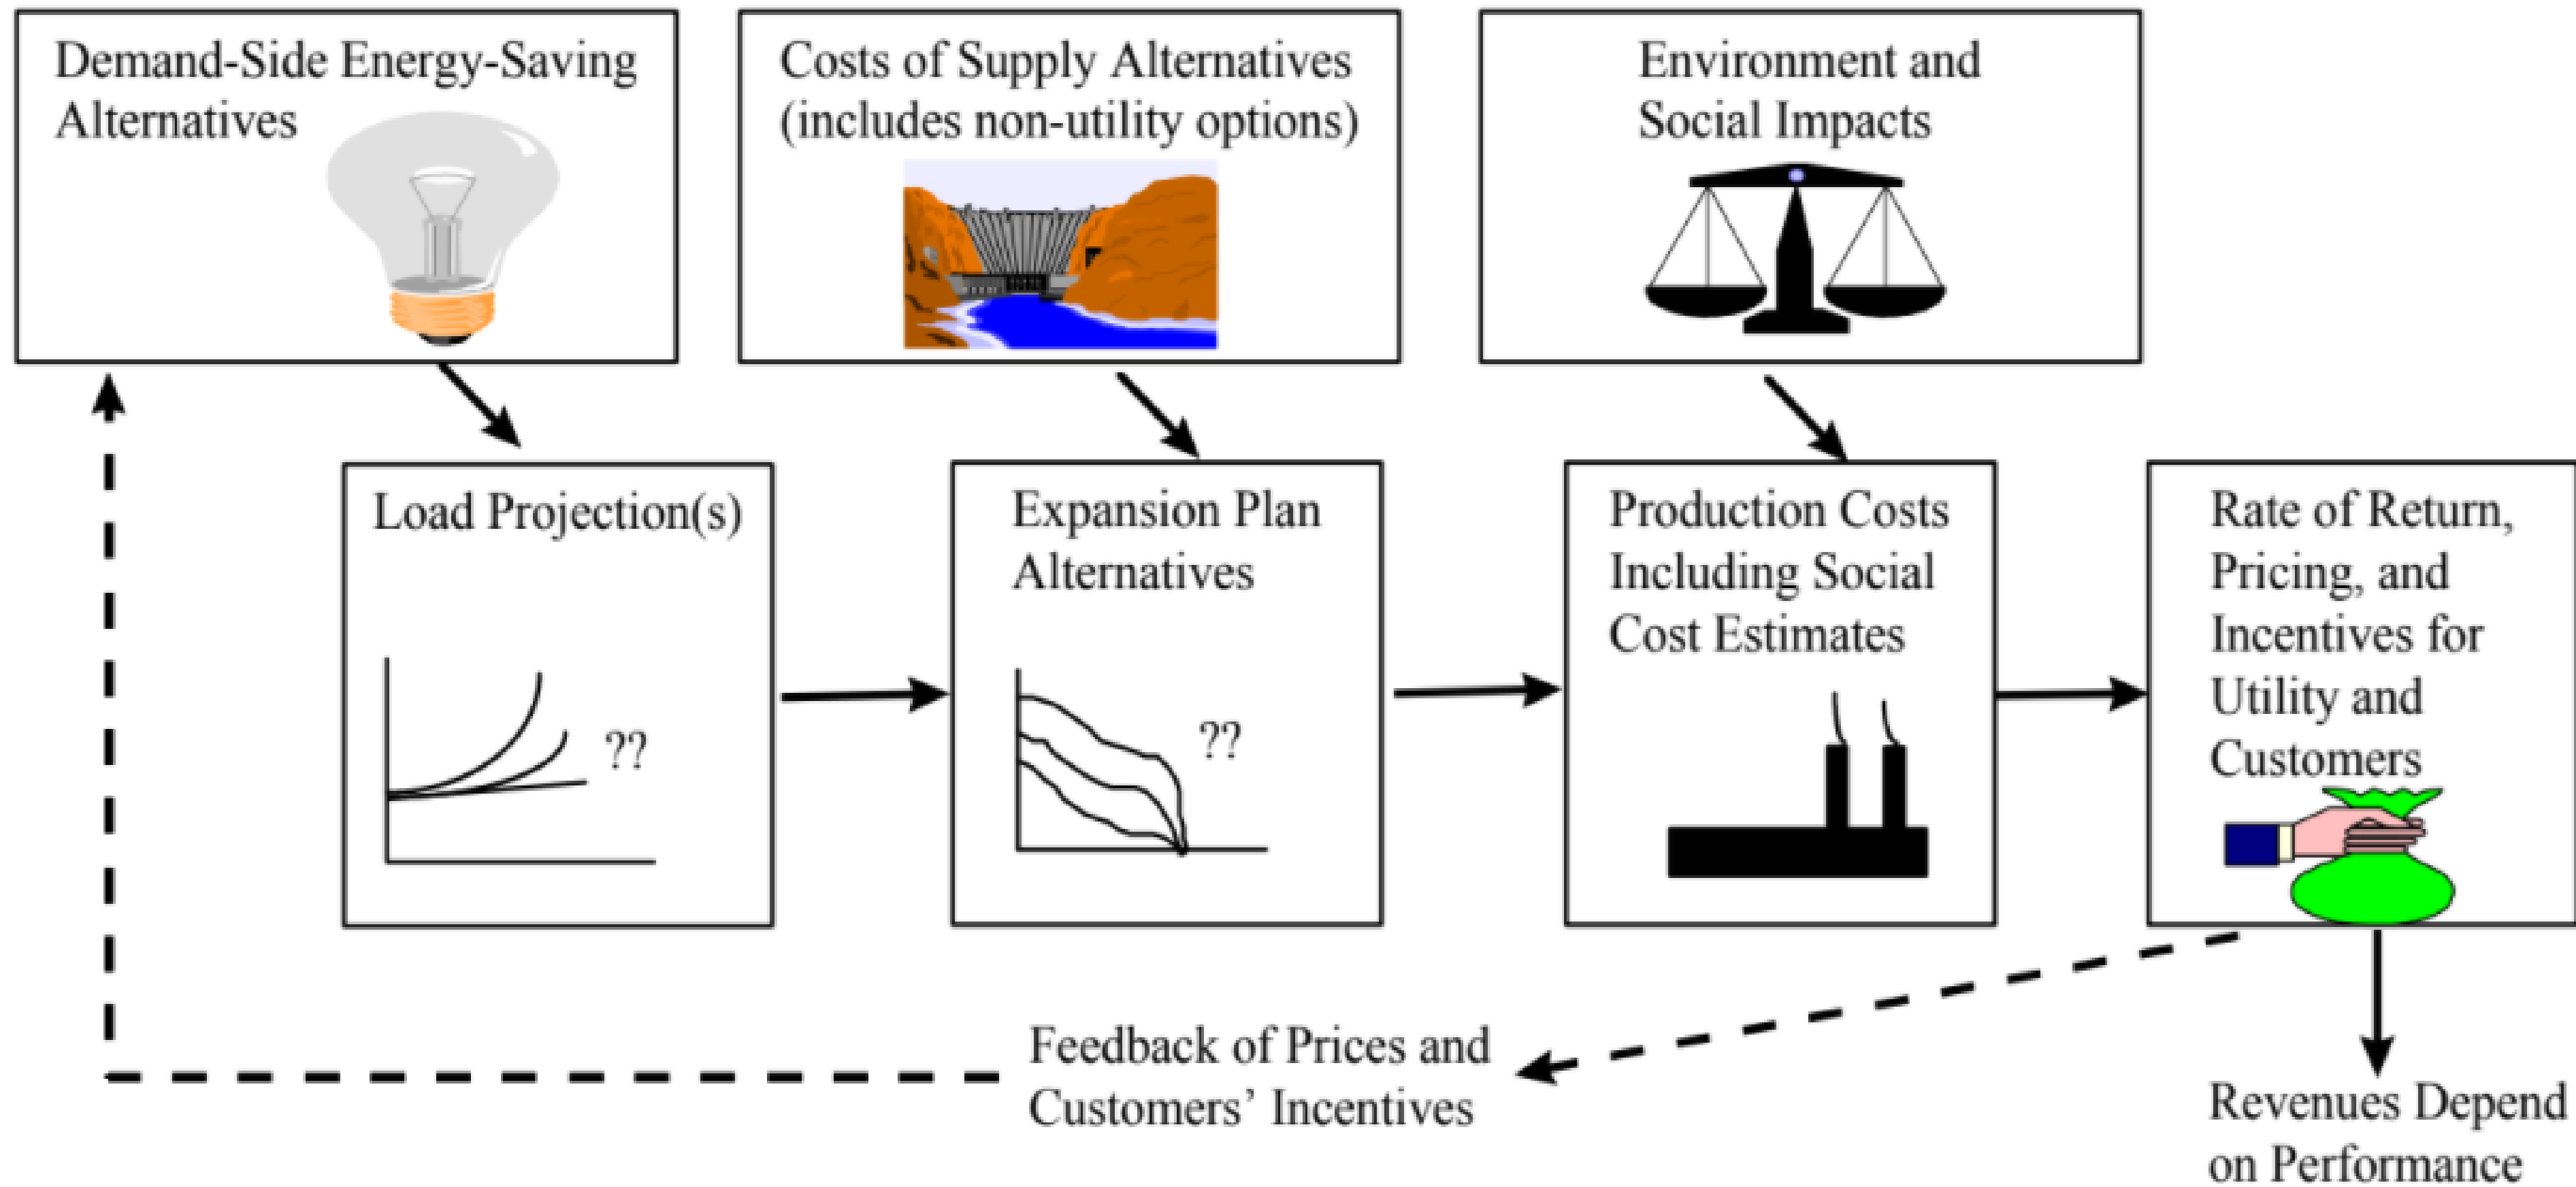 Demand-Side Energy-Saving
Alternatives
Costs of Supply Alternatives
(includes non-utility options)
Environment and
Social Impacts
Load Projection(s)
??
Expansion Plan
Alternatives
??
Production Costs
Including Social
Cost Estimates
Rate of Return,
Pricing, and
Incentives for
Utility and
Customers
Feedback of Prices and
Customers’ Incentives
Revenues Depend
on Performance